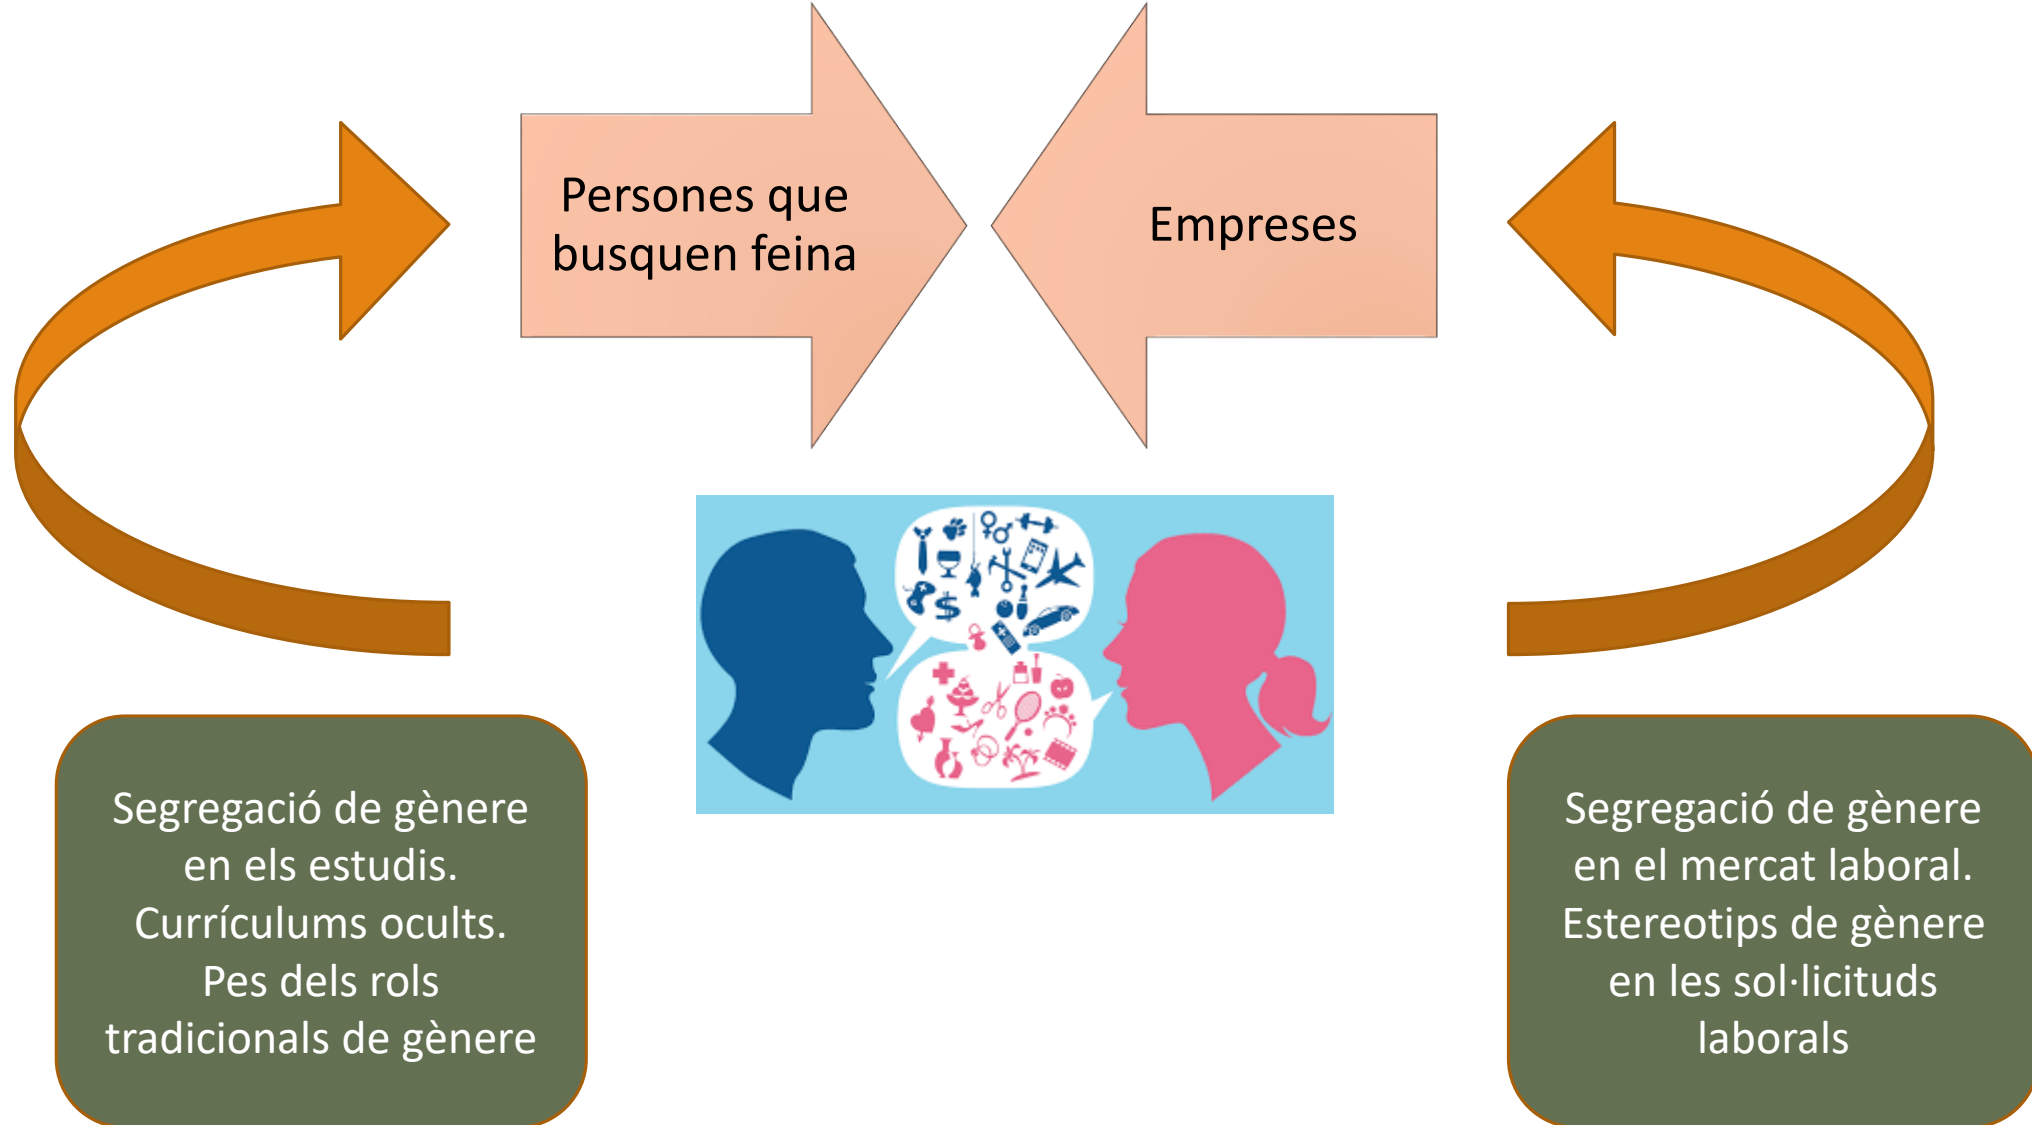 Persones que
busquen feina
Empreses
Segregació de gènere
en els estudis.
Currículums ocults.
Pes dels rols
tradicionals de gènere
Segregació de gènere
en el mercat laboral.
Estereotips de gènere
en les sol·licituds
laborals